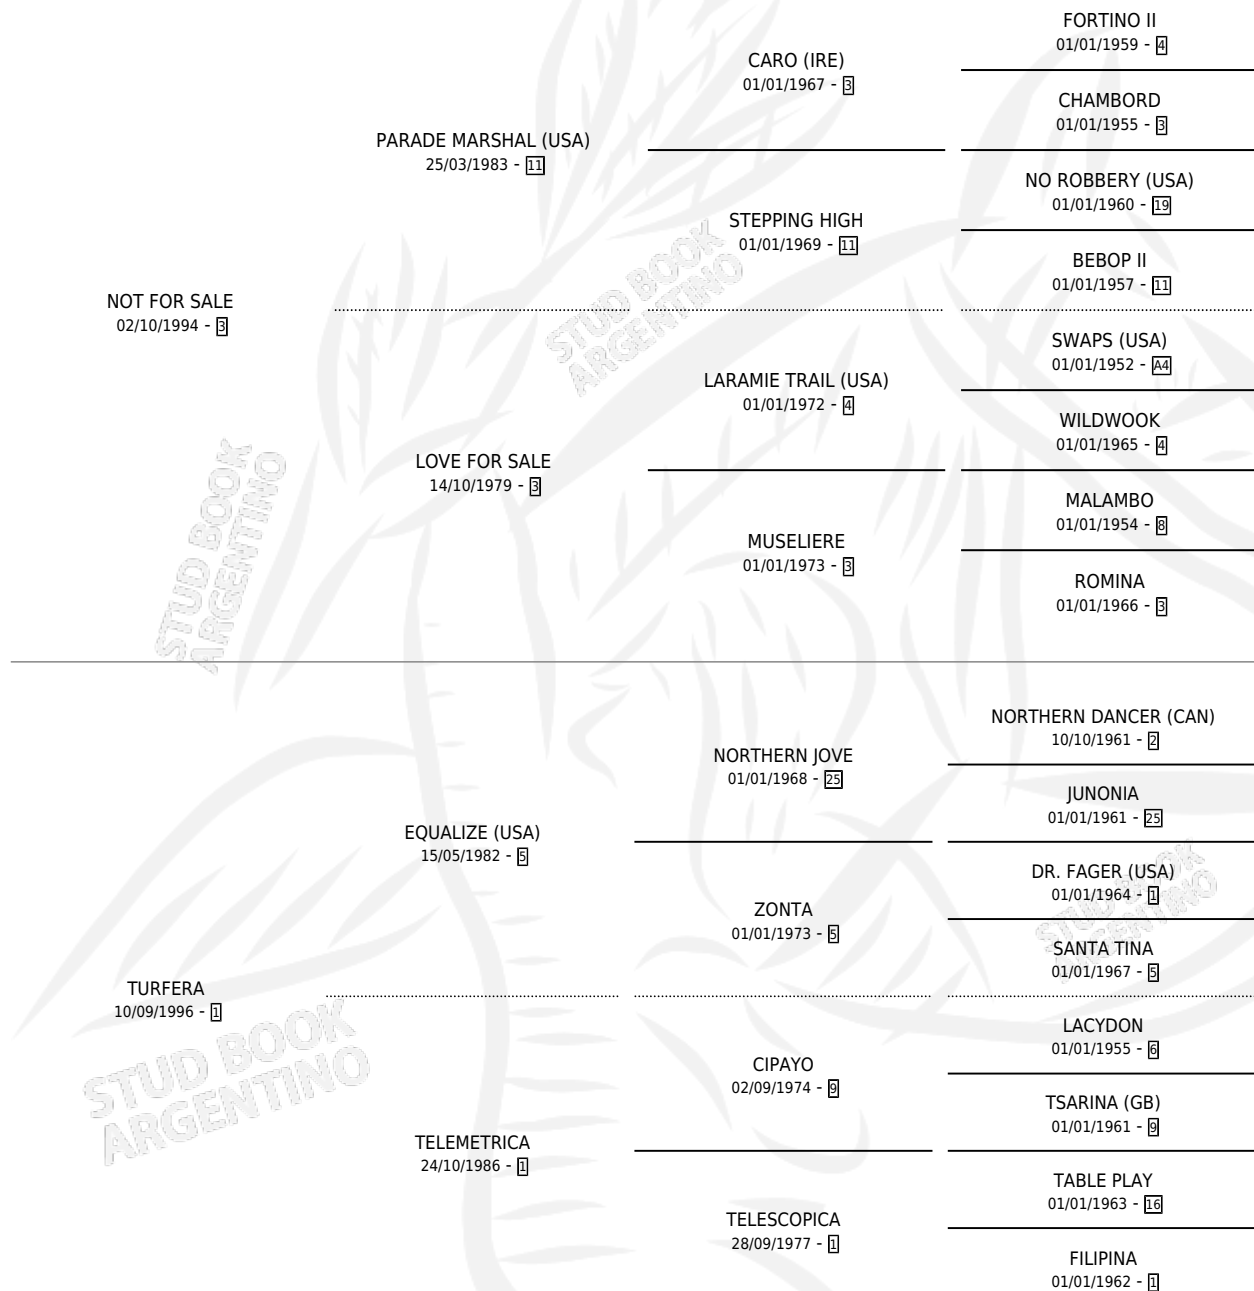 FORTINO II
01/01/1959 - 4
CARO (IRE)
01/01/1967 - 3
CHAMBORD
01/01/1955 - 3
PARADE MARSHAL (USA)
25/03/1983 - 11
NO ROBBERY (USA)
01/01/1960 - 19
STEPPING HIGH
01/01/1969 - 11
BEBOP II
01/01/1957 - 11
NOT FOR SALE
02/10/1994 - 3
SWAPS (USA)
01/01/1952 - A4
LARAMIE TRAIL (USA)
01/01/1972 - 4
WILDWOOK
01/01/1965 - 4
LOVE FOR SALE
14/10/1979 - 3
MALAMBO
01/01/1954 - 8
MUSELIERE
01/01/1973 - 3
ROMINA
01/01/1966 - 3
STUD BOOK
ARGENTINO
STUD BOOK
ARGENTINO
NORTHERN DANCER (CAN)
10/10/1961 - 2
NORTHERN JOVE
01/01/1968 - 25
JUNONIA
01/01/1961 - 25
EQUALIZE (USA)
15/05/1982 - 5
DR. FAGER (USA)
01/01/1964 - 1
ZONTA
01/01/1973 - 5
SANTA TINA
01/01/1967 - 5
TURFERA
10/09/1996 - 1
LACYDON
01/01/1955 - 6
CIPAYO
02/09/1974 - 9
TSARINA (GB)
01/01/1961 - 9
TELEMETRICA
24/10/1986 - 1
TABLE PLAY
01/01/1963 - 16
TELESCOPICA
28/09/1977 - 1
FILIPINA
01/01/1962 - 1
STUD BOOK
ARGENTINO
STUD BOOK
ARGENTINO